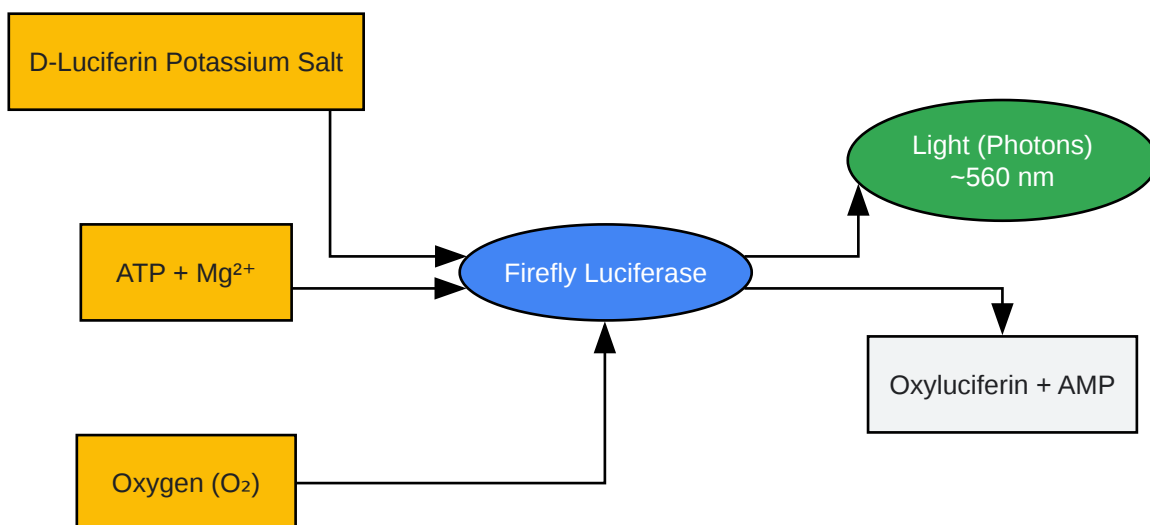 D-Luciferin Potassium Salt
Light (Photons)
~560 nm
ATP + Mg²⁺
Firefly Luciferase
Oxyluciferin + AMP
Oxygen (O₂)